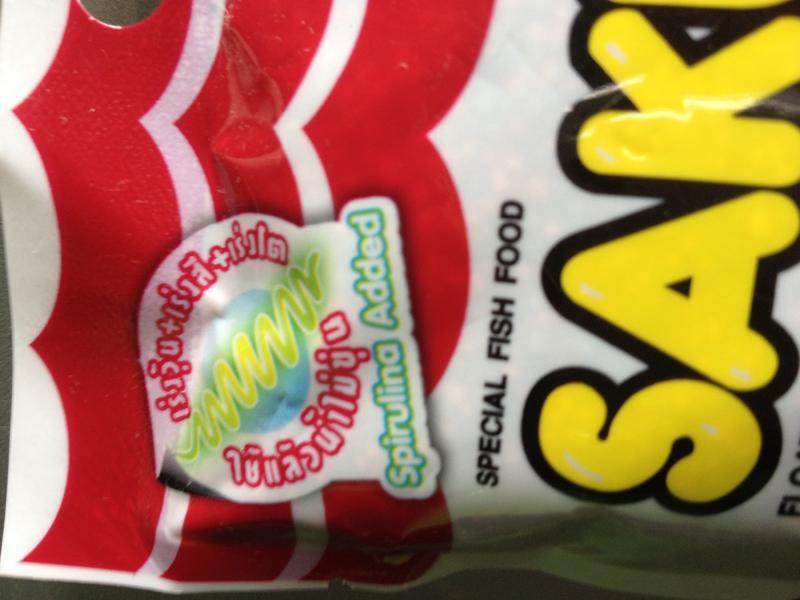 เร่งวุ้น+เร่งสี+เร่งโต
ใช้แล้วน้ำไม่ขุ่น
Spirulina Added
SPECIAL FISH FOOD
SAK